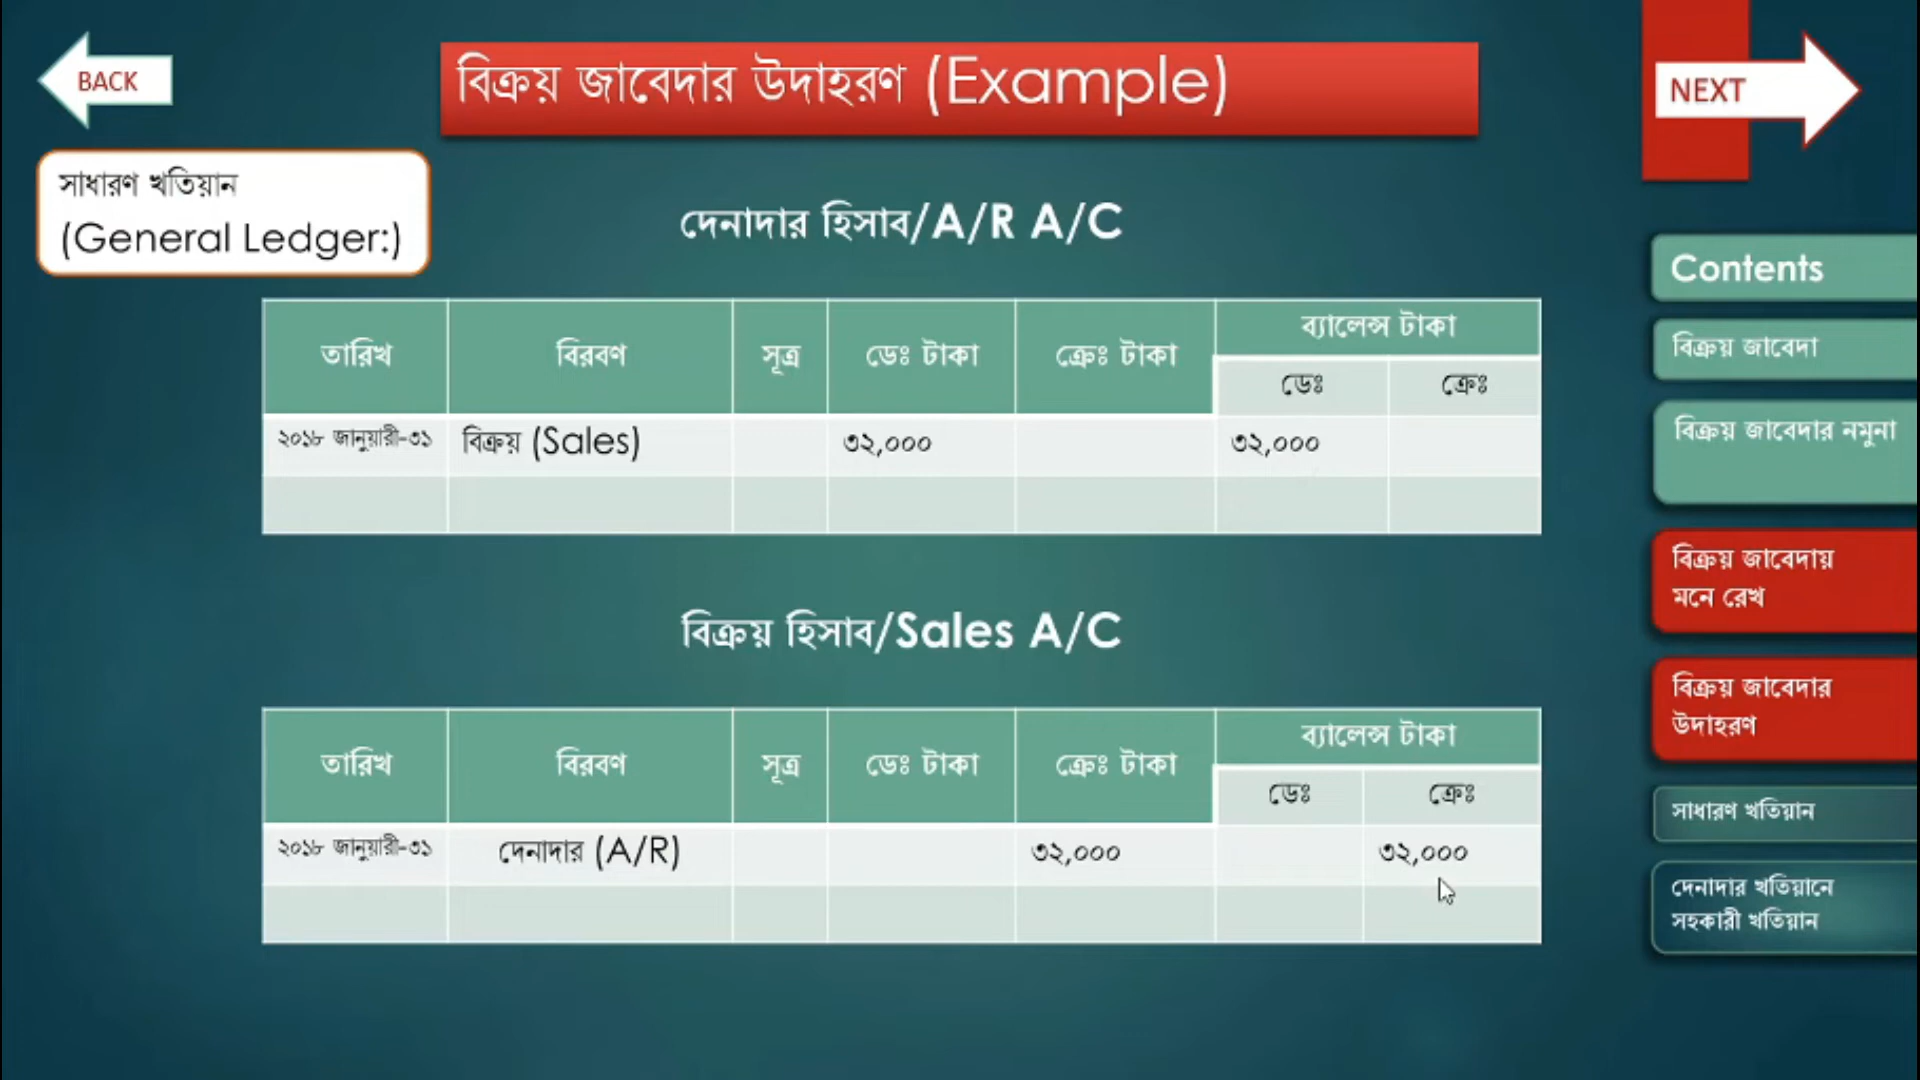 BACK
বিক্রয় জাবেদার উদাহরণ (Example)
NEXT
সাধারণ খতিয়ান
(General Ledger:)
দেনাদার হিসাব/A/R A/C
তারিখ বিরবণ সূত্র ডেঃ টাকা ক্রেঃ টাকা ব্যালেন্স টাকা
ডেঃ ক্রেঃ
২০১৮ জানুয়ারী-৩১ বিক্রয় (Sales) ৩২,০০০ ৩২,০০০
বিক্রয় হিসাব/Sales A/C
তারিখ বিরবণ সূত্র ডেঃ টাকা ক্রেঃ টাকা ব্যালেন্স টাকা
ডেঃ ক্রেঃ
২০১৮ জানুয়ারী-৩১ দেনাদার (A/R) ৩২,০০০ ৩২,০০০
Contents
বিক্রয় জাবেদা
বিক্রয় জাবেদার নমুনা
বিক্রয় জাবেদায়
মনে রেখ
বিক্রয় জাবেদার
উদাহরণ
সাধারণ খতিয়ান
দেনাদার খতিয়ানে
সহকারী খতিয়ান